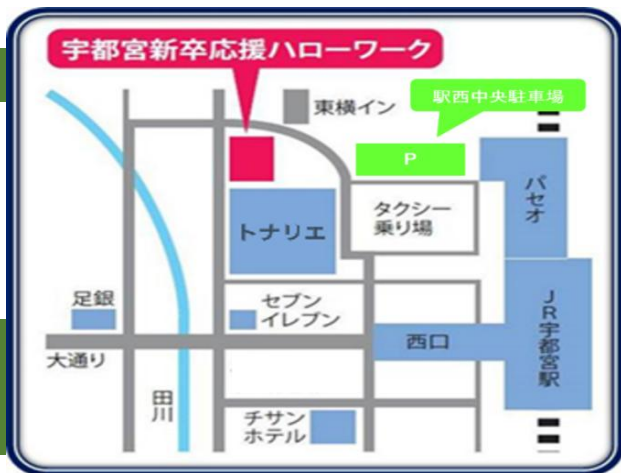 宇都宮新卒応援ハローワーク
東横イン
駅西中央駐車場
P
パセオ
タクシー
乗り場
トナリエ
足銀
セブン
イレブン
JR宇都宮駅
西口
大通り
田川
チサン
ホテル